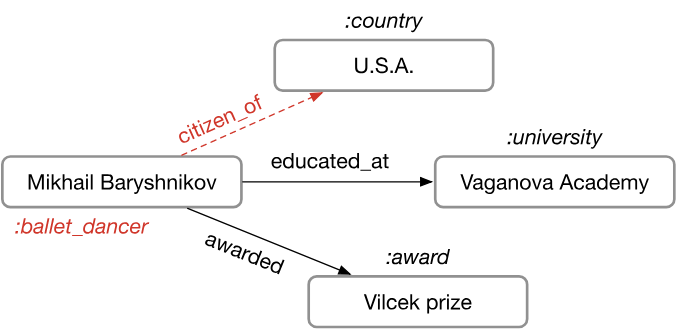 :country
U.S.A.
citizen_of
:university
educated_at
Mikhail Baryshnikov
Vaganova Academy
:ballet_dancer
awarded
:award
Vilcek prize